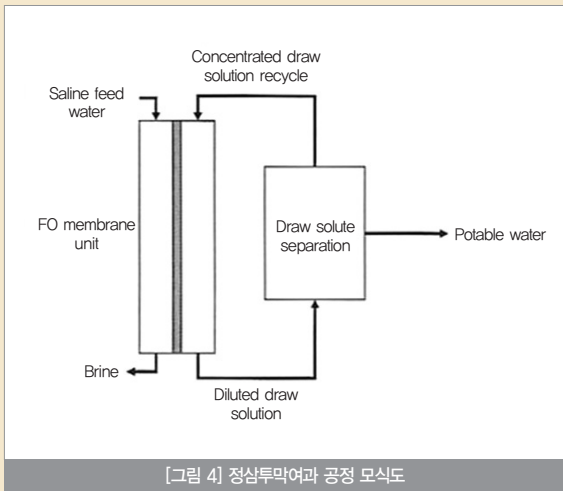 Concentrated draw
solution recycle
Saline feed
water
FO membrane
unit
Draw solute
separation
Potable water
Brine
Diluted draw
solution
[그림 4] 정삼투막여과 공정 모식도